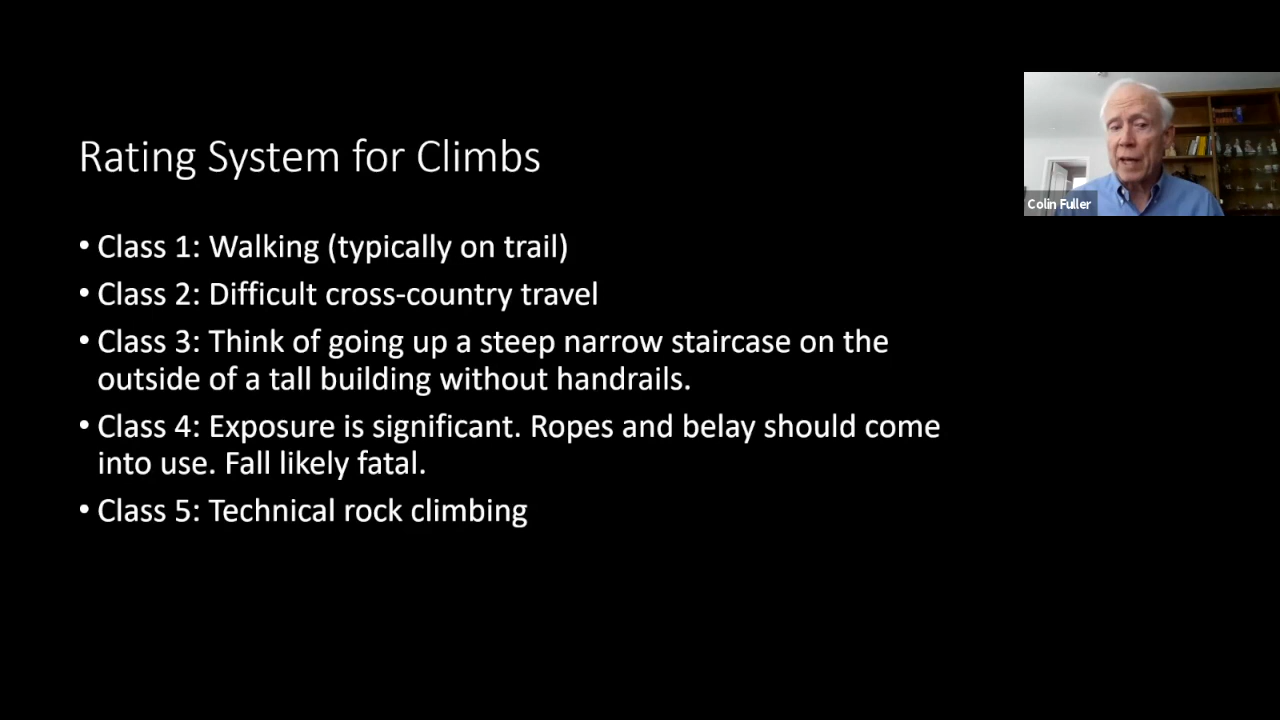 Rating System for Climbs
• Class 1: Walking (typically on trail)
• Class 2: Difficult cross-country travel
• Class 3: Think of going up a steep narrow staircase on the
outside of a tall building without handrails.
• Class 4: Exposure is significant. Ropes and belay should come
into use. Fall likely fatal.
• Class 5: Technical rock climbing
Colin Fuller